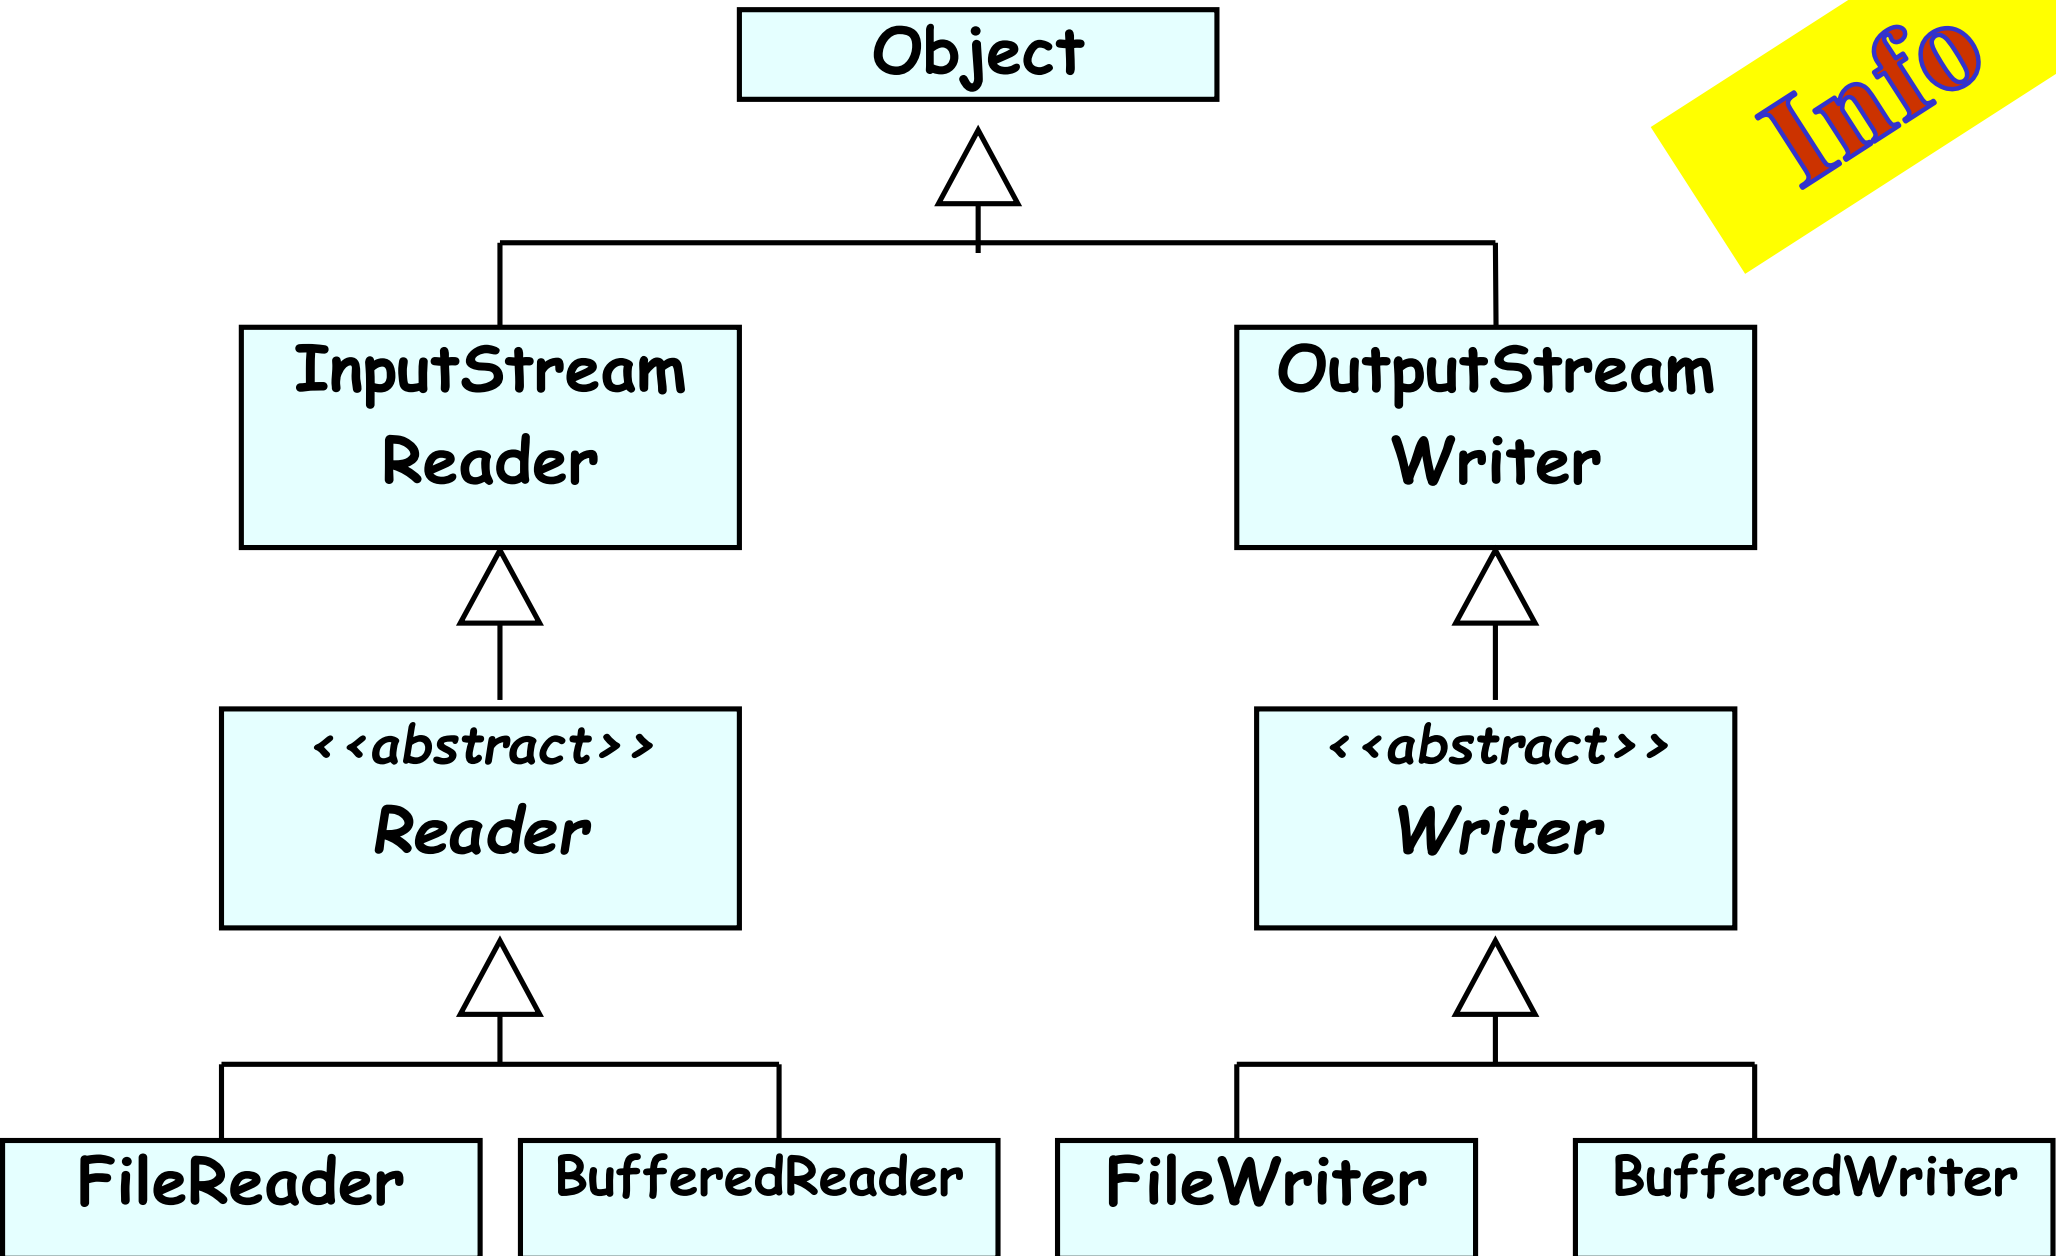 Object
Info
InputStream
Reader
OutputStream
Writer
<<abstract>>
Reader
<<abstract>>
Writer
FileReader
BufferedReader
FileWriter
BufferedWriter